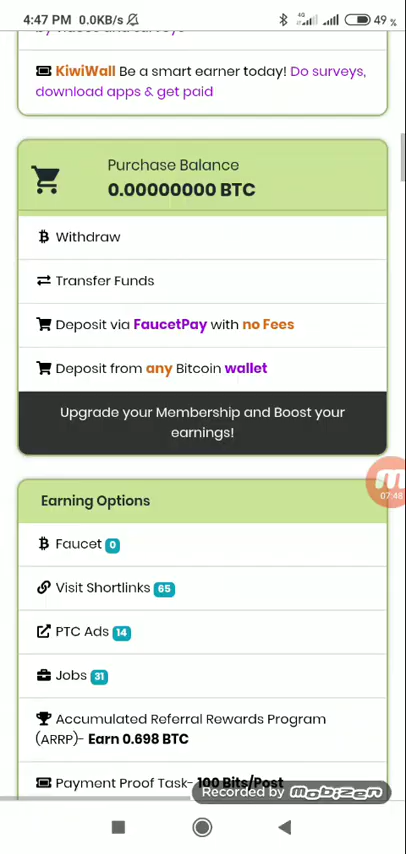 4:47 PM 0.0KB/s
4G
49 %
KiwiWall Be a smart earner today! Do surveys,
download apps & get paid
Purchase Balance
0.00000000 BTC
Withdraw
Transfer Funds
Deposit via FaucetPay with no Fees
Deposit from any Bitcoin wallet
Upgrade your Membership and Boost your
earnings!
07:46
Earning Options
Faucet 0
Visit Shortlinks 65
PTC Ads 14
Jobs 31
Accumulated Referral Rewards Program
(ARRP)- Earn 0.698 BTC
Payment Proof Task- 100 Bits/Post
Recorded by mobizen